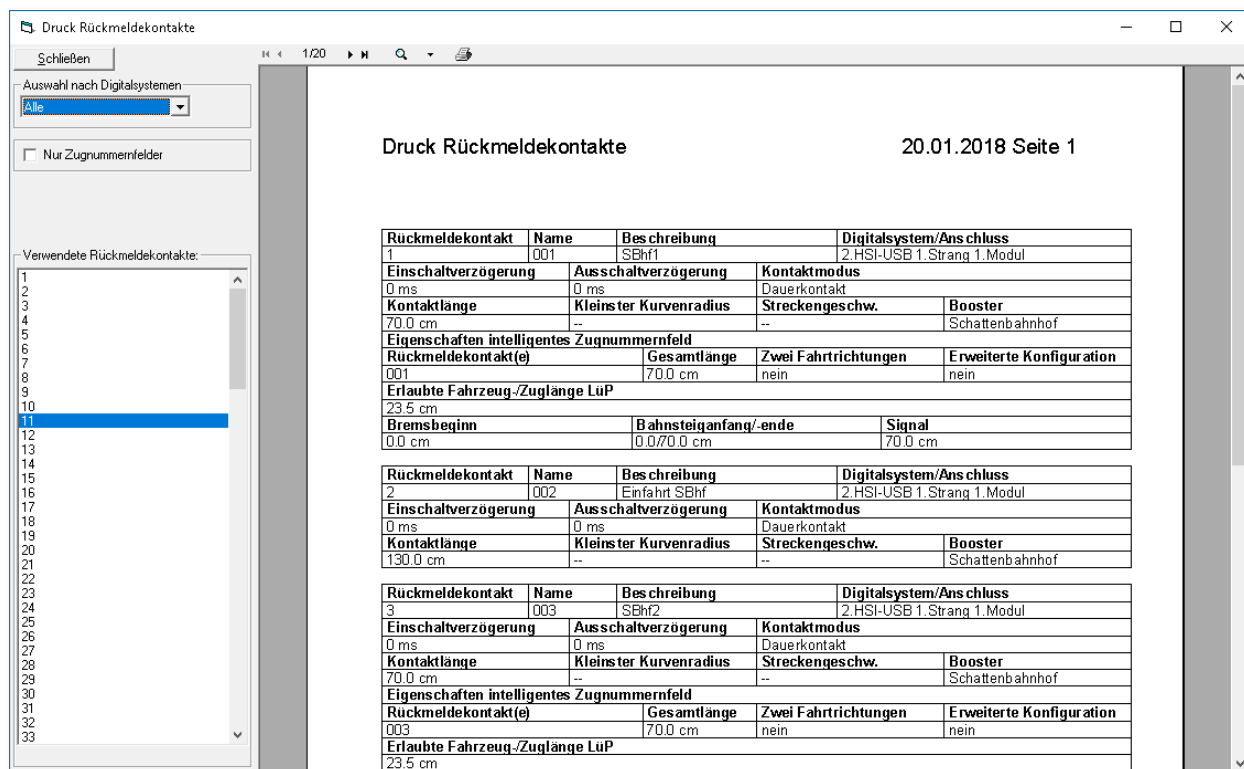 Druck Rückmeldekontakte
Schließen
1/20
Auswahl nach Digitalsystemen
Alle
Nur Zugnummernfelder
Verwendete Rückmeldekontakte:
1
2
3
4
5
6
7
8
9
10
11
12
13
14
15
16
17
18
19
20
21
22
23
24
25
26
27
28
29
30
31
32
33
Druck Rückmeldekontakte 20.01.2018 Seite 1
Rückmeldekontakt Name Beschreibung Digitalsystem/Anschluss
1 001 SBhf1 2.HSI-USB 1.Strang 1.Modul
Einschaltverzögerung Ausschaltverzögerung Kontaktmodus
0 ms 0 ms Dauerkontakt
Kontaktlänge Kleinster Kurvenradius Streckengeschw. Booster
70.0 cm -- -- Schattenbahnhof
Eigenschaften intelligentes Zugnummernfeld
Rückmeldekontakt(e) Gesamtlänge Zwei Fahrtrichtungen Erweiterte Konfiguration
001 70.0 cm nein nein
Erlaubte Fahrzeug-/Zuglänge LüP
23.5 cm
Bremsbeginn Bahnsteiganfang/-ende Signal
0.0 cm 0.0/70.0 cm 70.0 cm
Rückmeldekontakt Name Beschreibung Digitalsystem/Anschluss
2 002 Einfahrt SBhf 2.HSI-USB 1.Strang 1.Modul
Einschaltverzögerung Ausschaltverzögerung Kontaktmodus
0 ms 0 ms Dauerkontakt
Kontaktlänge Kleinster Kurvenradius Streckengeschw. Booster
130.0 cm -- -- Schattenbahnhof
Rückmeldekontakt Name Beschreibung Digitalsystem/Anschluss
3 003 SBhf2 2.HSI-USB 1.Strang 1.Modul
Einschaltverzögerung Ausschaltverzögerung Kontaktmodus
0 ms 0 ms Dauerkontakt
Kontaktlänge Kleinster Kurvenradius Streckengeschw. Booster
70.0 cm -- -- Schattenbahnhof
Eigenschaften intelligentes Zugnummernfeld
Rückmeldekontakt(e) Gesamtlänge Zwei Fahrtrichtungen Erweiterte Konfiguration
003 70.0 cm nein nein
Erlaubte Fahrzeug-/Zuglänge LüP
23.5 cm